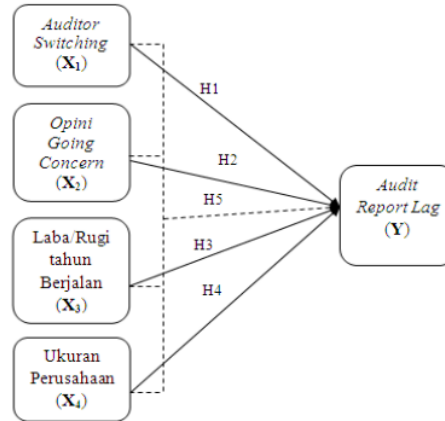 Auditor
Switching
(X₁)
H1
Opini
Going
Concern
(X₂)
H2
Audit
Report Lag
(Y)
H5
Laba/Rugi
tahun
Berjalan
(X₃)
H3
H4
Ukuran
Perusahaan
(X₄)